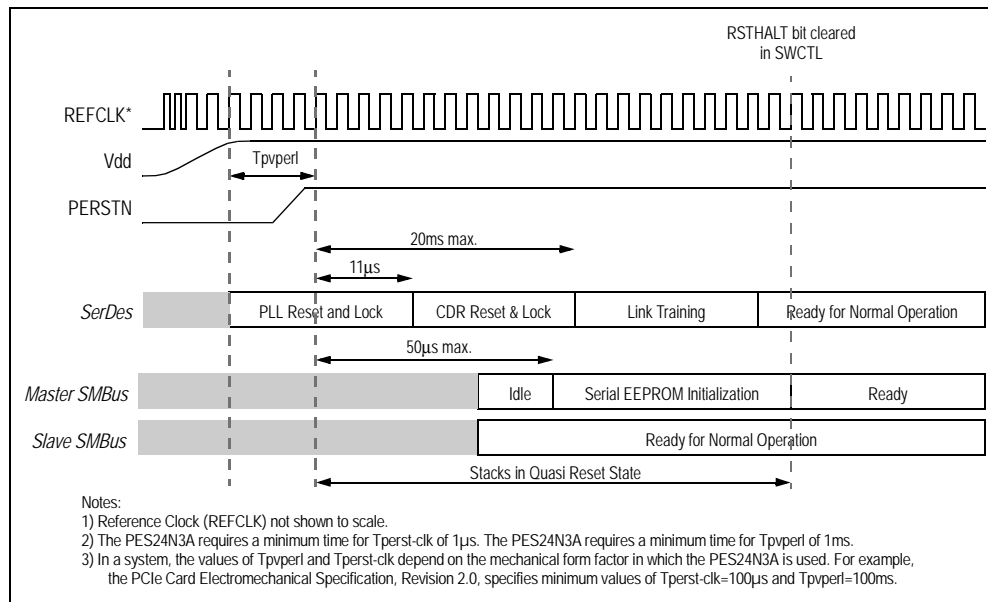 RSTHALT bit cleared
in SWCTL
REFCLK*
Vdd
Tpvperl
PERSTN
20ms max.
11μs
SerDes
PLL Reset and Lock
CDR Reset & Lock
Link Training
Ready for Normal Operation
50μs max.
Master SMBus
Idle
Serial EEPROM Initialization
Ready
Slave SMBus
Ready for Normal Operation
Stacks in Quasi Reset State
Notes:
1) Reference Clock (REFCLK) not shown to scale.
2) The PES24N3A requires a minimum time for Tperst-clk of 1μs. The PES24N3A requires a minimum time for Tpvperl of 1ms.
3) In a system, the values of Tpvperl and Tperst-clk depend on the mechanical form factor in which the PES24N3A is used. For example,
the PCIe Card Electromechanical Specification, Revision 2.0, specifies minimum values of Tperst-clk=100μs and Tpvperl=100ms.